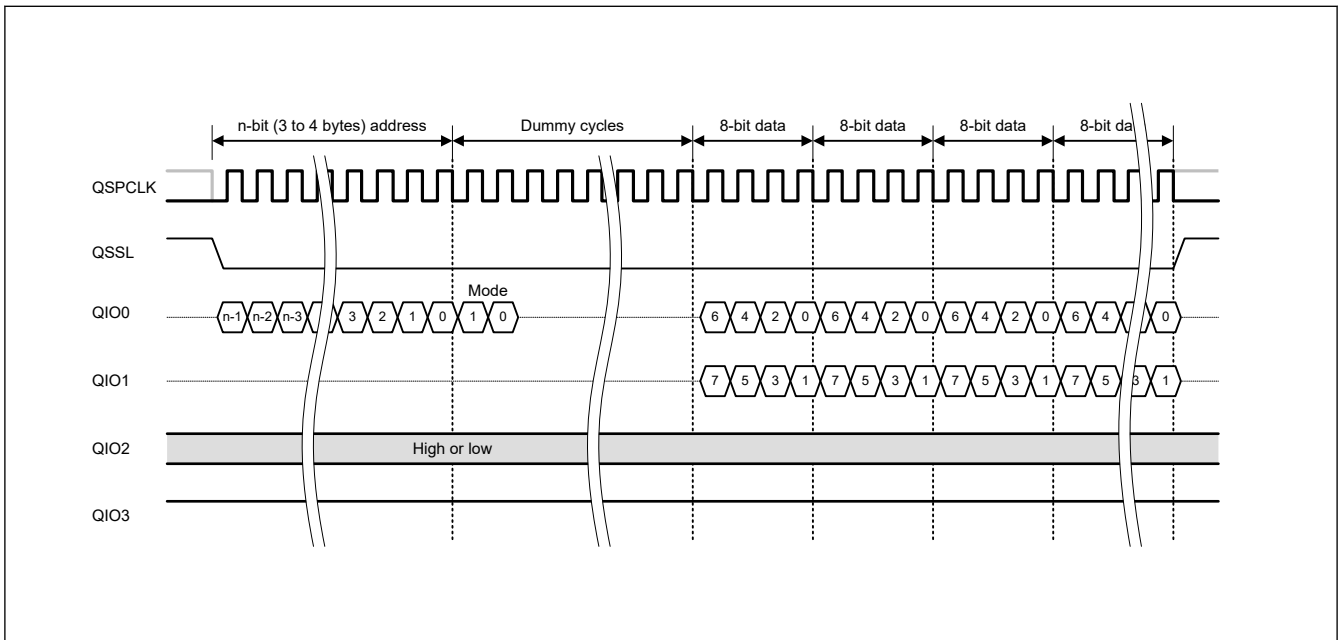 n-bit (3 to 4 bytes) address Dummy cycles 8-bit data 8-bit data 8-bit data 8-bit da
QSPCLK
QSSL
Mode
QIO0 n-1 n-2 n-3 3 2 1 0 1 0 6 4 2 0 6 4 2 0 6 4 2 0 6 4 0
QIO1 7 5 3 1 7 5 3 1 7 5 3 1 7 5 3 1
QIO2 High or low
QIO3